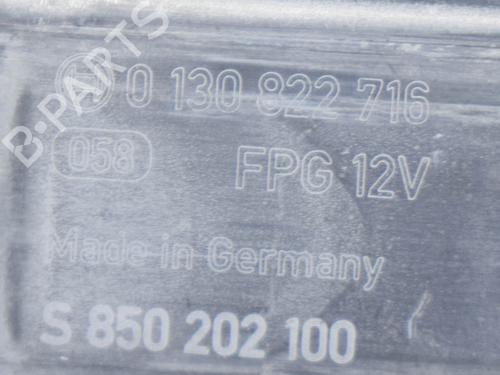 B-PARTS
0 130 822 716
058 FPG 12V
Made in Germany
S 850 202 100